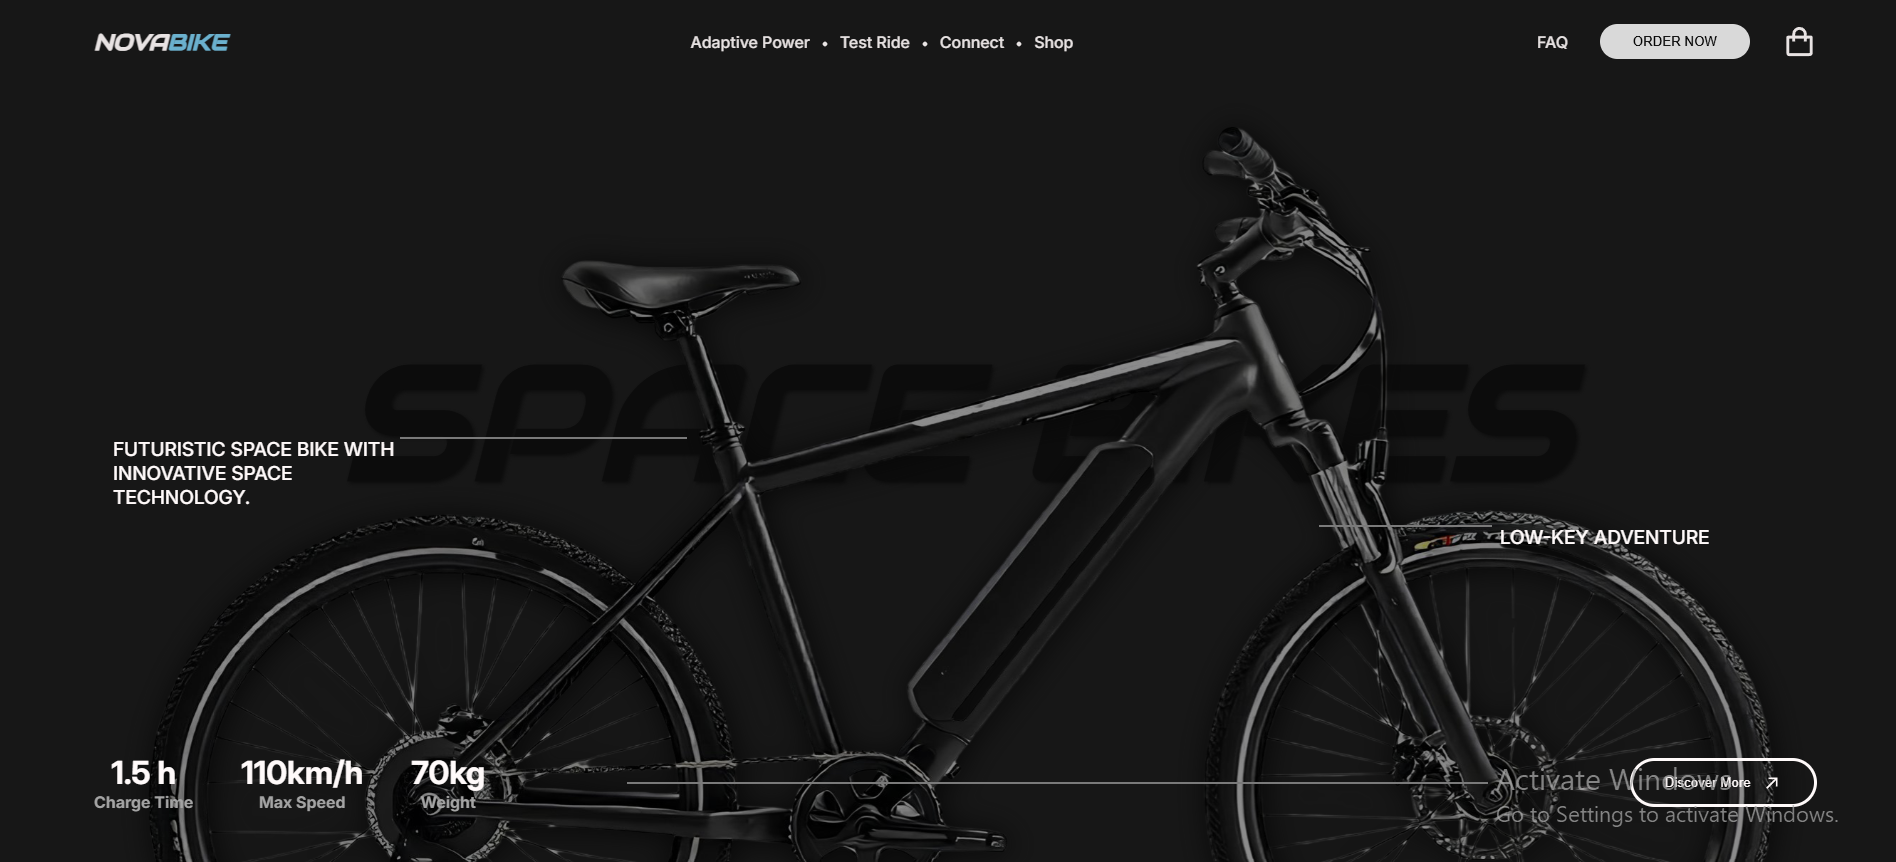 NOVABIKE
Adaptive Power • Test Ride • Connect • Shop
FAQ
ORDER NOW
SPACE BIKES
FUTURISTIC SPACE BIKE WITH
INNOVATIVE SPACE
TECHNOLOGY.
LOW-KEY ADVENTURE
1.5 h
Charge Time
110km/h
Max Speed
70kg
Weight
Discover More
Activate Windows
Go to Settings to activate Windows.